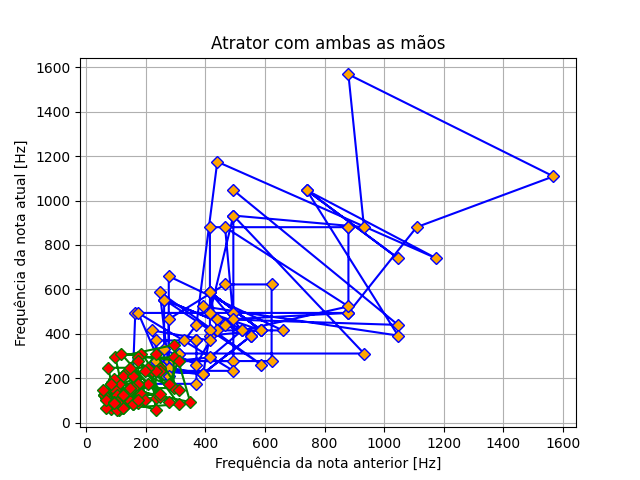 Atrator com ambas as mãos
Frequência da nota atual [Hz]
1600
1400
1200
1000
800
600
400
200
0
0 200 400 600 800 1000 1200 1400 1600
Frequência da nota anterior [Hz]